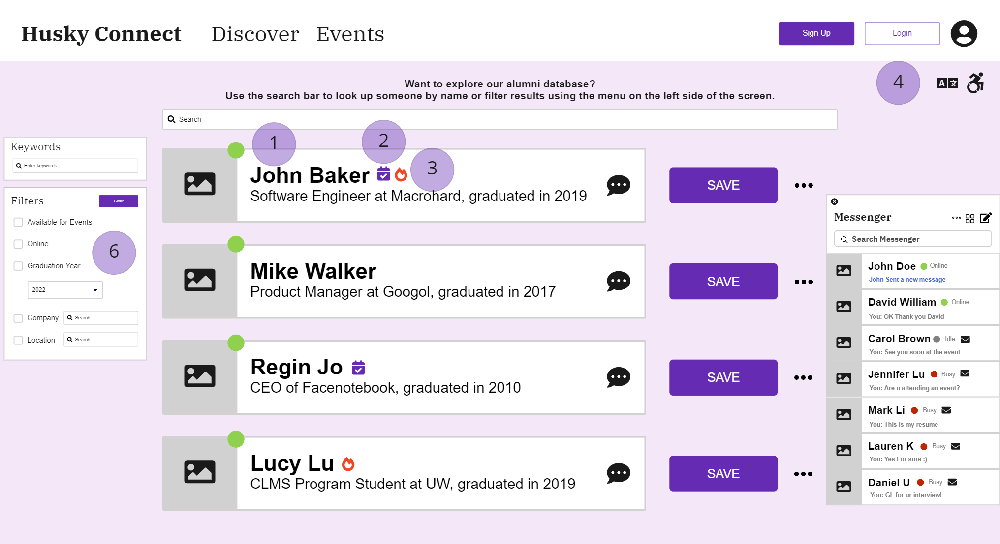 Husky Connect
Discover
Events
Sign Up
Login
Want to explore our alumni database?
Use the search bar to look up someone by name or filter results using the menu on the left side of the screen.
4
A
Search
1
2
3
Keywords
Enter keywords ...
Filters
Clear
Available for Events
Online
6
Graduation Year
2022
Company
Search
Location
Search
John Baker
Software Engineer at Macrohard, graduated in 2019
SAVE
Mike Walker
Product Manager at Googol, graduated in 2017
SAVE
Regin Jo
CEO of Facenotebook, graduated in 2010
SAVE
Lucy Lu
CLMS Program Student at UW, graduated in 2019
SAVE
Messenger
Search Messenger
John Doe Online
John Sent a new message
David William Online
You: OK Thank you David
Carol Brown Idle
You: See you soon at the event
Jennifer Lu Busy
You: Are u attending an event?
Mark Li Busy
You: This is my resume
Lauren K Busy
You: Yes For sure :)
Daniel U Busy
You: GL for ur interview!